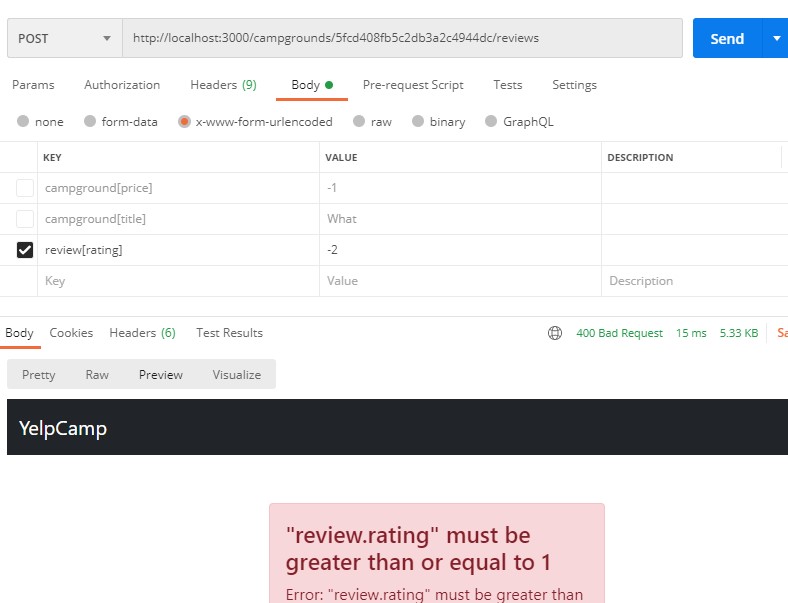 POST http://localhost:3000/campgrounds/5fcd408fb5c2db3a2c4944dc/reviews Send
Params Authorization Headers (9) Body Pre-request Script Tests Settings
none form-data x-www-form-urlencoded raw binary GraphQL
KEY VALUE DESCRIPTION
campground[price] -1
campground[title] What
review[rating] -2
Key Value Description
Body Cookies Headers (6) Test Results 400 Bad Request 15 ms 5.33 KB Sa
Pretty Raw Preview Visualize
YelpCamp
"review.rating" must be
greater than or equal to 1
Error: "review.rating" must be greater than